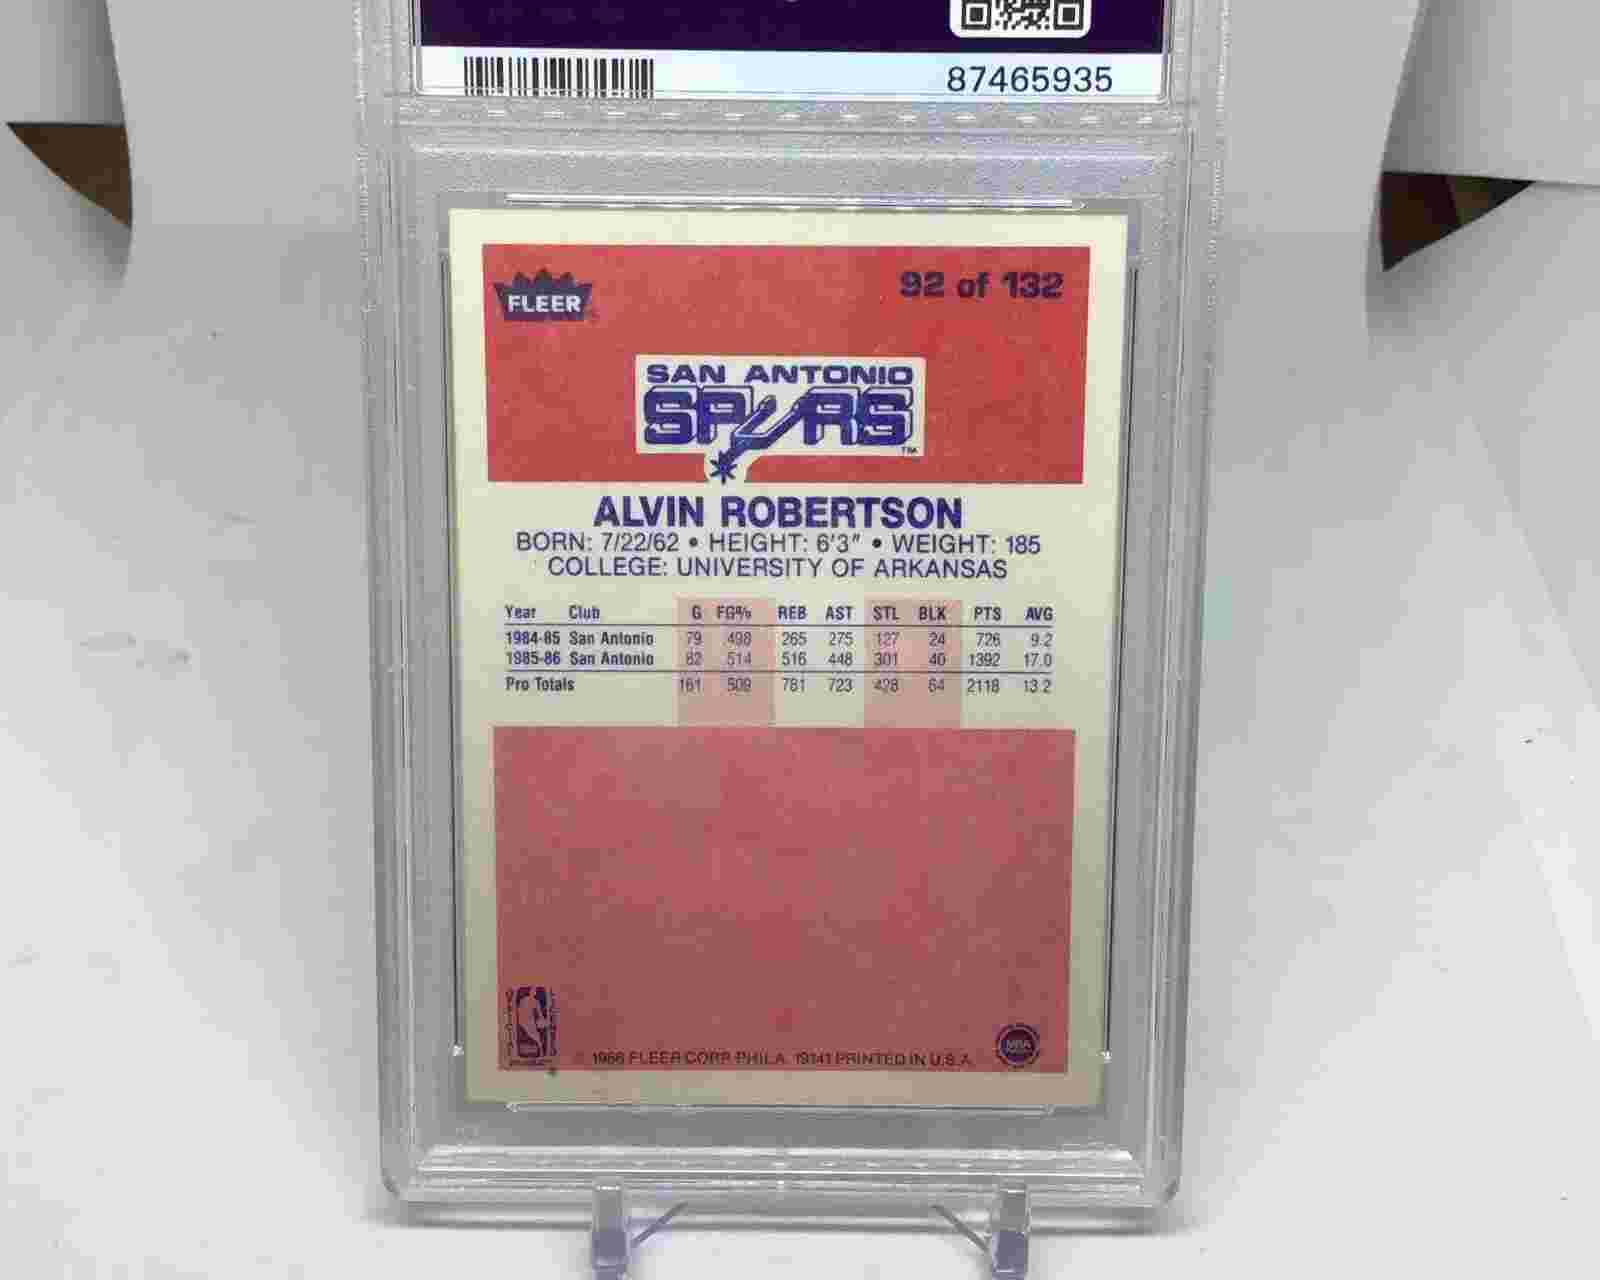 87465935
FLEER
92 of 132
SAN ANTONIO
SPURS
TM
ALVIN ROBERTSON
BORN: 7/22/62 • HEIGHT: 6'3" • WEIGHT: 185
COLLEGE: UNIVERSITY OF ARKANSAS
Year Club G FG% REB AST STL BLK PTS AVG
1984-85 San Antonio 79 498 265 275 127 24 726 9.2
1985-86 San Antonio 82 514 516 448 301 40 1392 17.0
Pro Totals 161 509 781 723 428 64 2118 13.2
1986 FLEER CORP. PHILA. 19141 PRINTED IN U.S.A.